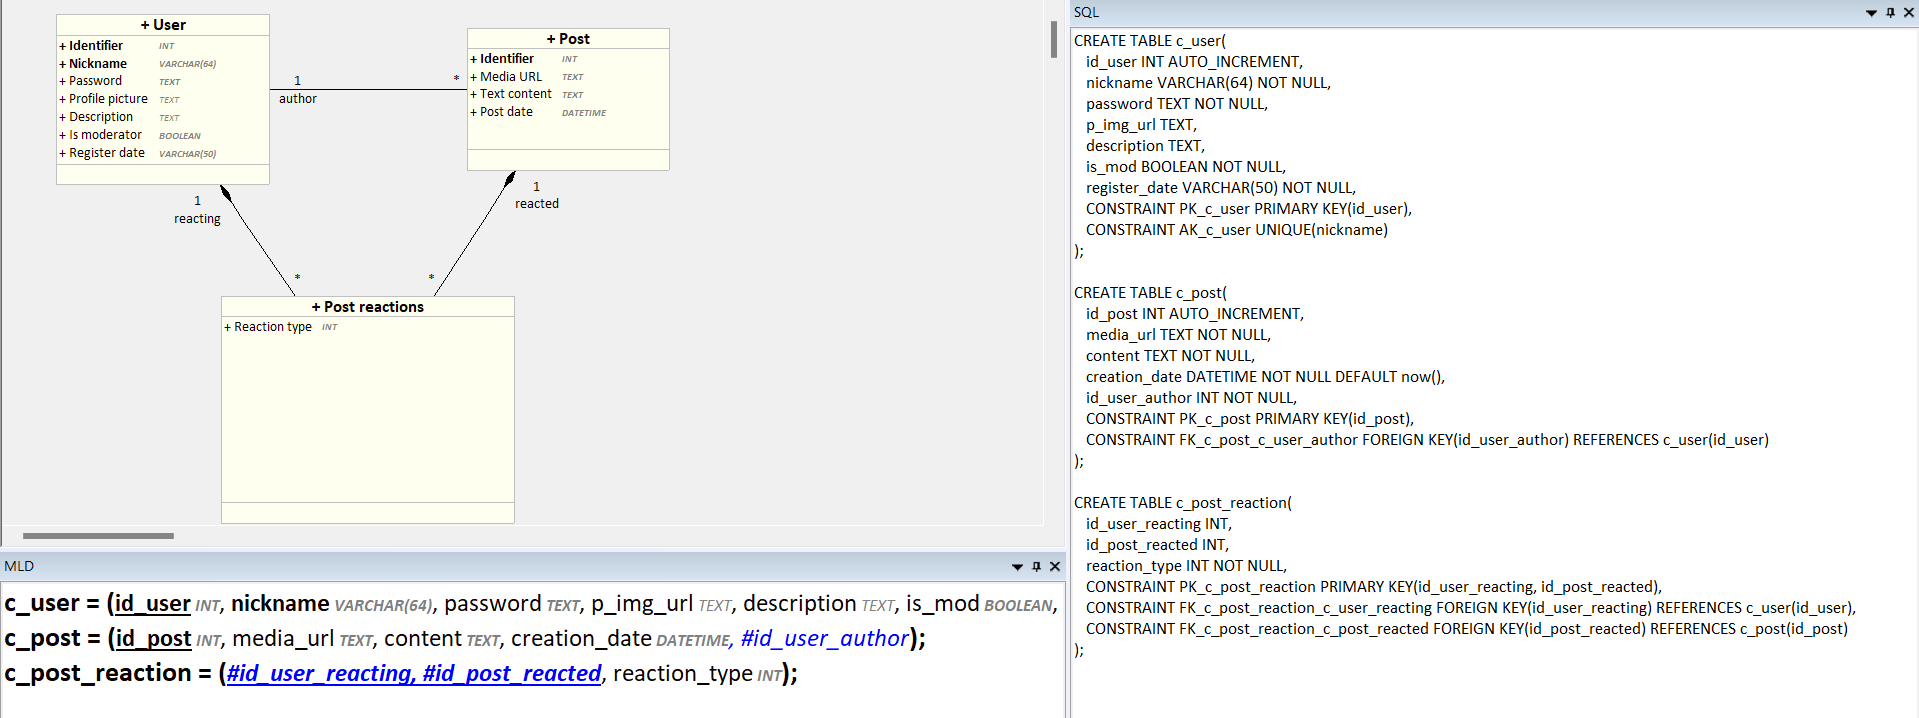 + User
+ Identifier INT
+ Nickname VARCHAR(64)
+ Password TEXT
+ Profile picture TEXT
+ Description TEXT
+ Is moderator BOOLEAN
+ Register date VARCHAR(50)
1
author
*
+ Post
+ Identifier INT
+ Media URL TEXT
+ Text content TEXT
+ Post date DATETIME
1
reacting
1
reacted
*
*
+ Post reactions
+ Reaction type INT
MLD
c_user = (id_user INT, nickname VARCHAR(64), password TEXT, p_img_url TEXT, description TEXT, is_mod BOOLEAN,
c_post = (id_post INT, media_url TEXT, content TEXT, creation_date DATETIME, #id_user_author);
c_post_reaction = (#id_user_reacting, #id_post_reacted, reaction_type INT);
SQL
CREATE TABLE c_user(
id_user INT AUTO_INCREMENT,
nickname VARCHAR(64) NOT NULL,
password TEXT NOT NULL,
p_img_url TEXT,
description TEXT,
is_mod BOOLEAN NOT NULL,
register_date VARCHAR(50) NOT NULL,
CONSTRAINT PK_c_user PRIMARY KEY(id_user),
CONSTRAINT AK_c_user UNIQUE(nickname)
);
CREATE TABLE c_post(
id_post INT AUTO_INCREMENT,
media_url TEXT NOT NULL,
content TEXT NOT NULL,
creation_date DATETIME NOT NULL DEFAULT now(),
id_user_author INT NOT NULL,
CONSTRAINT PK_c_post PRIMARY KEY(id_post),
CONSTRAINT FK_c_post_c_user_author FOREIGN KEY(id_user_author) REFERENCES c_user(id_user)
);
CREATE TABLE c_post_reaction(
id_user_reacting INT,
id_post_reacted INT,
reaction_type INT NOT NULL,
CONSTRAINT PK_c_post_reaction PRIMARY KEY(id_user_reacting, id_post_reacted),
CONSTRAINT FK_c_post_reaction_c_user_reacting FOREIGN KEY(id_user_reacting) REFERENCES c_user(id_user),
CONSTRAINT FK_c_post_reaction_c_post_reacted FOREIGN KEY(id_post_reacted) REFERENCES c_post(id_post)
);